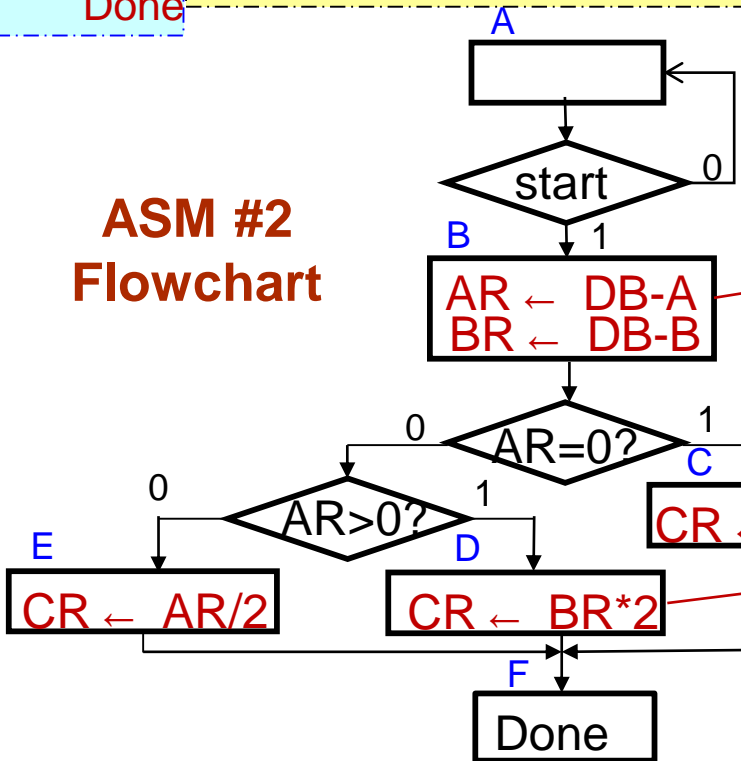 Done
A
start
0
ASM #2
Flowchart
B
1
AR ← DB-A
BR ← DB-B
0
AR=0?
1
C
0
AR>0?
1
CR
E
D
CR ← AR/2
CR ← BR*2
F
Done